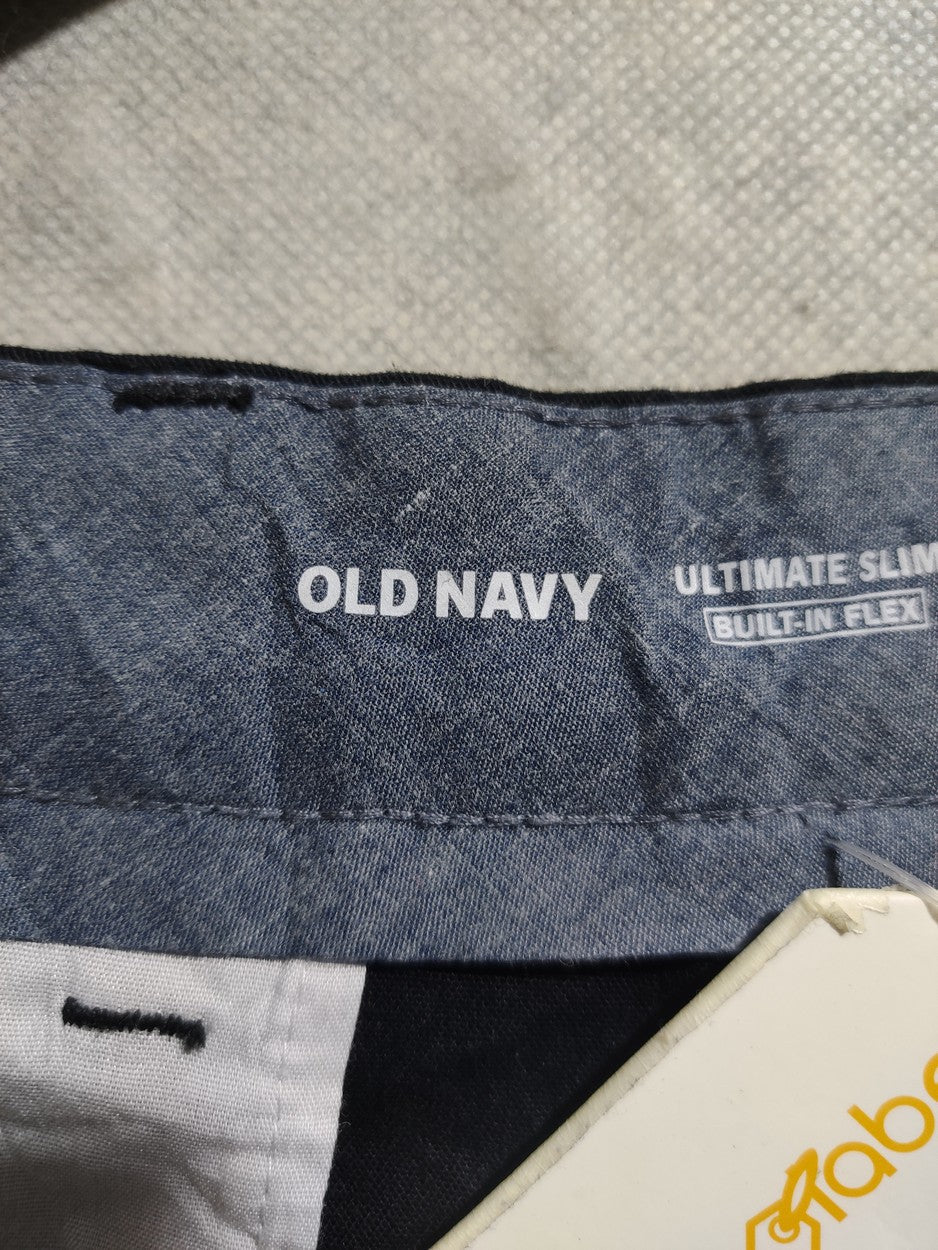 OLD NAVY
ULTIMATE SLIM
BUILT-IN FLEX